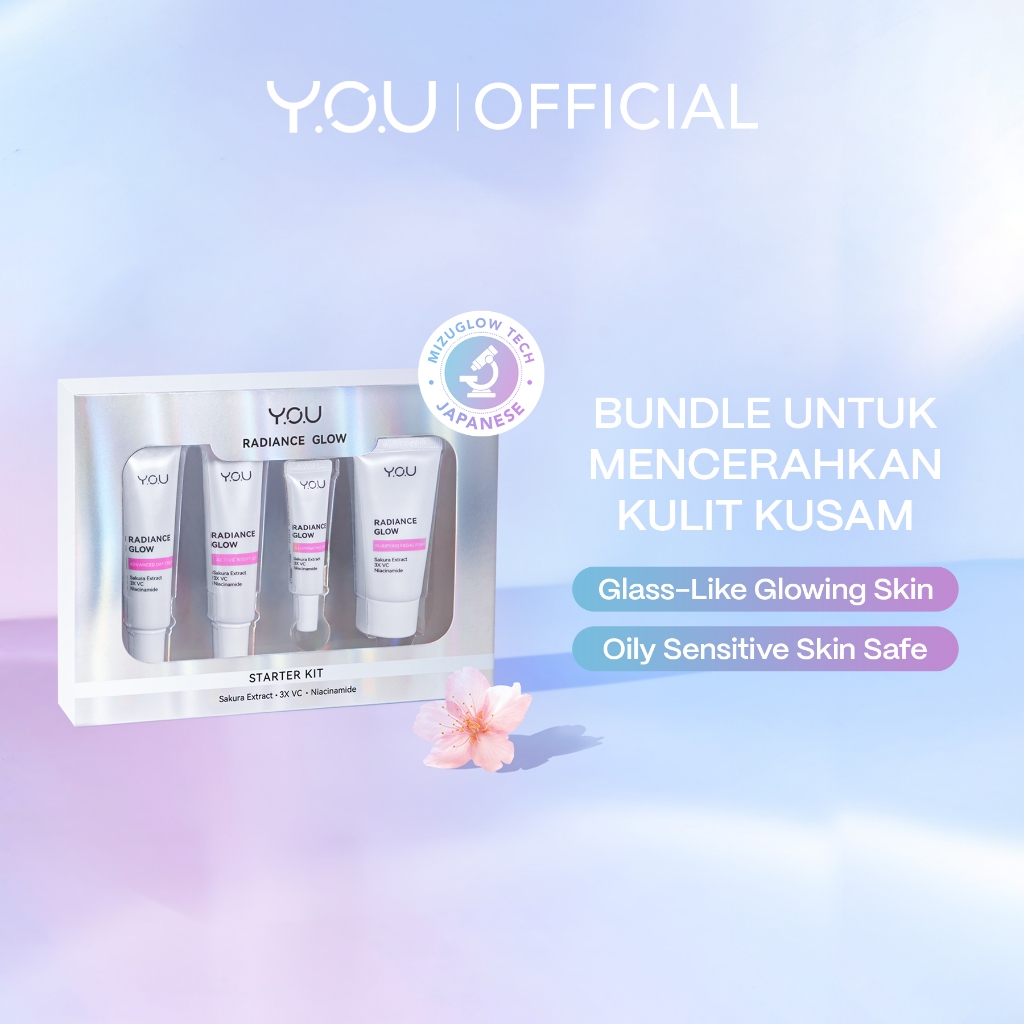 Y.O.U | OFFICIAL
MIZUGLOW TECH
JAPANESE
Y.O.U
RADIANCE GLOW
Y.O.U
RADIANCE
GLOW
Sakura Extract
3X VC
Niacinamide
Y.O.U
RADIANCE
GLOW
Sakura Extract
3X VC
Niacinamide
Y.O.U
RADIANCE
GLOW
Sakura Extract
3X VC
Niacinamide
Y.O.U
RADIANCE
GLOW
Sakura Extract
3X VC
Niacinamide
STARTER KIT
Sakura Extract • 3X VC • Niacinamide
BUNDLE UNTUK
MENCERAHKAN
KULIT KUSAM
Glass-Like Glowing Skin
Oily Sensitive Skin Safe